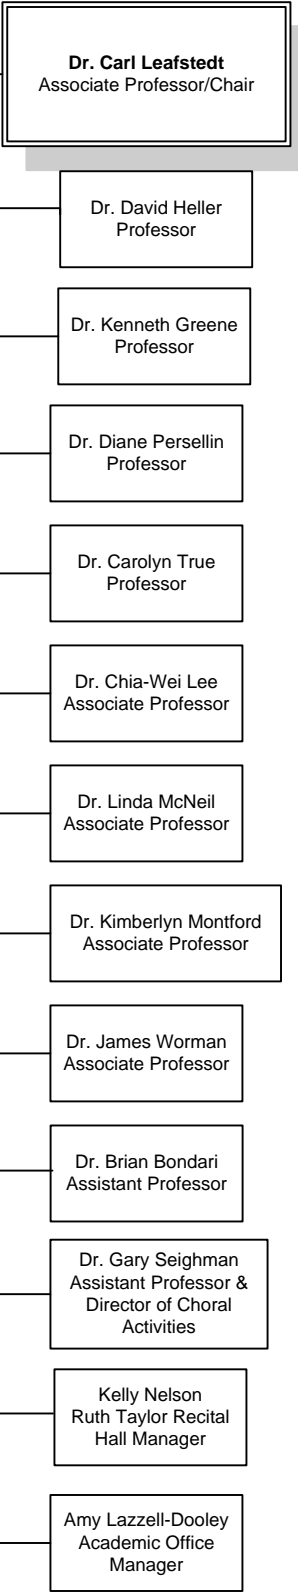 Dr. Carl Leafstedt
Associate Professor/Chair
Dr. David Heller
Professor
Dr. Kenneth Greene
Professor
Dr. Diane Persellin
Professor
Dr. Carolyn True
Professor
Dr. Chia-Wei Lee
Associate Professor
Dr. Linda McNeil
Associate Professor
Dr. Kimberlyn Montford
Associate Professor
Dr. James Worman
Associate Professor
Dr. Brian Bondari
Assistant Professor
Dr. Gary Seighman
Assistant Professor &
Director of Choral
Activities
Kelly Nelson
Ruth Taylor Recital
Hall Manager
Amy Lazzell-Dooley
Academic Office
Manager